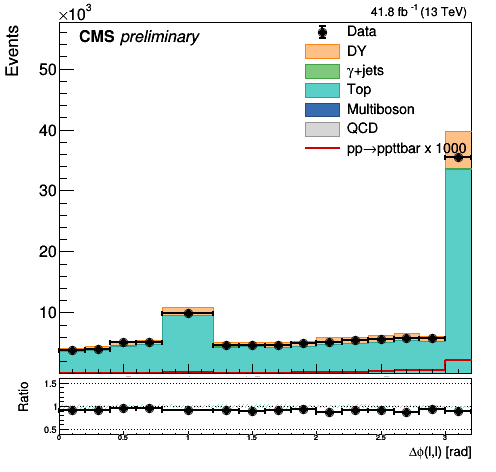 ×10³
41.8 fb⁻¹ (13 TeV)
CMS preliminary
Events
50
40
30
20
10
Data
DY
γ+jets
Top
Multiboson
QCD
pp→ppttbar x 1000
Ratio
1.5
1
0.5
0 0.5 1 1.5 2 2.5 3
Δϕ(l,l) [rad]